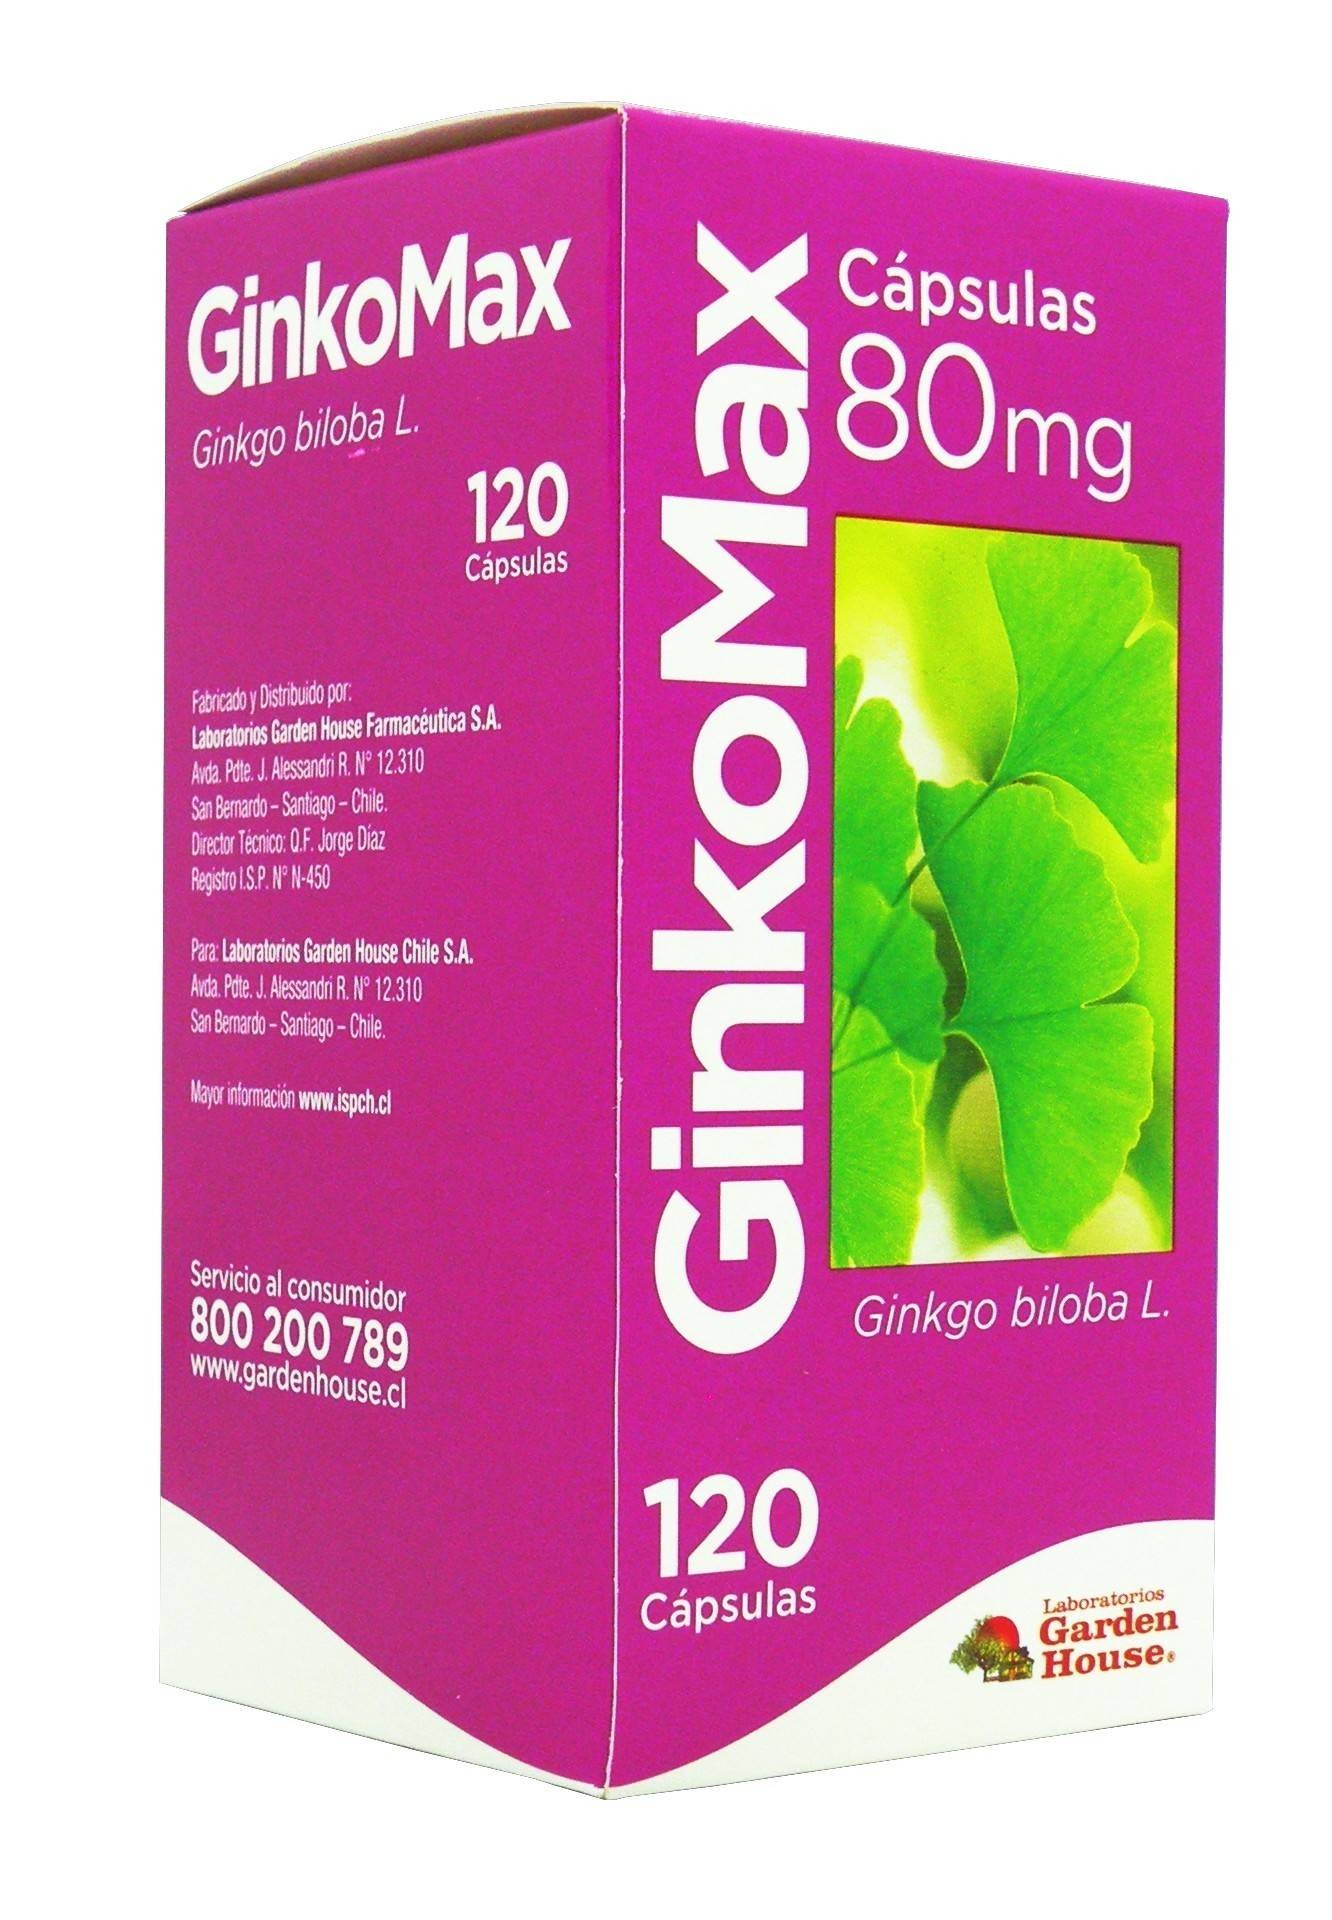 GinkoMax
Ginkgo biloba L.
120
Cápsulas
Fabricado y Distribuido por:
Laboratorios Garden House Farmacéutica S.A.
Avda. Pdte. J. Alessandri R. N° 12.310
San Bernardo – Santiago – Chile.
Director Técnico: Q.F. Jorge Díaz
Registro I.S.P. N° N-450
Para: Laboratorios Garden House Chile S.A.
Avda. Pdte. J. Alessandri R. N° 12.310
San Bernardo – Santiago – Chile.
Mayor información www.ispch.cl
Servicio al consumidor
800 200 789
www.gardenhouse.cl
GinkoMax
Cápsulas
80mg
Ginkgo biloba L.
120
Cápsulas
Laboratorios
Garden
House®